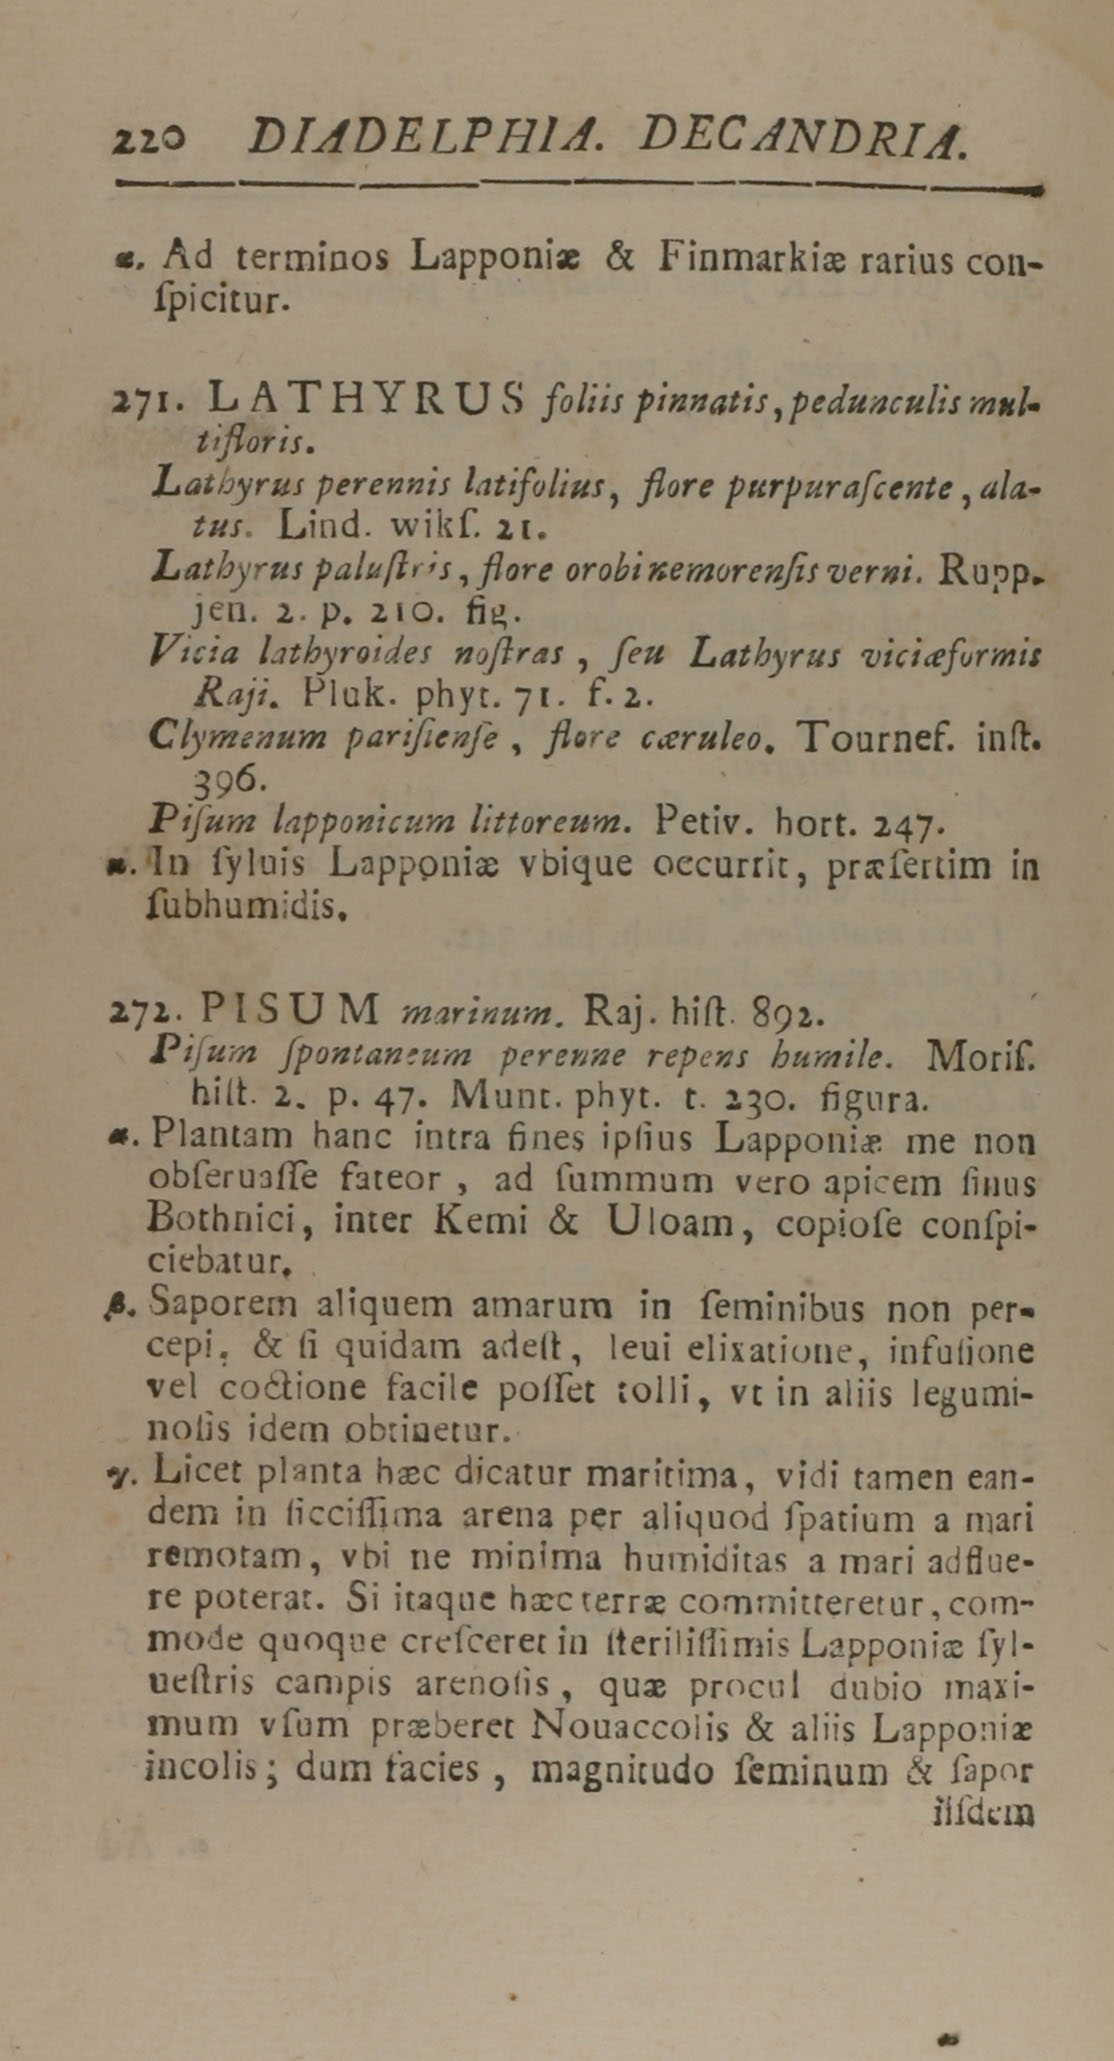 220 DIADELPHIA. DECANDRIA.
α. Ad terminos Lapponiæ & Finmarkiæ rarius con-
ſpicitur.
271. LATHYRUS foliis pinnatis, pedunculis mul-
tifloris.
Lathyrus perennis latifolius, flore purpuraſcente, ala-
tus. Lind. wikſ. 21.
Lathyrus paluſtris, flore orobi nemorenſis verni. Rupp.
jen. 2. p. 210. fig.
Vicia lathyroides noſtras, ſeu Lathyrus viciæformis
Raji. Pluk. phyt. 71. f. 2.
Clymenum pariſienſe, flore cæruleo. Tournef. inſt.
396.
Piſum lapponicum littoreum. Petiv. hort. 247.
α. In ſyluis Lapponiæ vbique occurrit, præſertim in
ſubhumidis.
272. PISUM marinum. Raj. hiſt. 892.
Piſum ſpontaneum perenne repens humile. Moriſ.
hiſt. 2. p. 47. Munt. phyt. t. 230. figura.
α. Plantam hanc intra fines ipſius Lapponiæ me non
obſeruaſſe fateor, ad ſummum vero apicem ſinus
Bothnici, inter Kemi & Uloam, copioſe conſpi-
ciebatur.
β. Saporem aliquem amarum in ſeminibus non per-
cepi, & ſi quidam adeſt, leui elixatione, infuſione
vel coctione facile poſſet tolli, vt in aliis legumi-
noſis idem obtinetur.
γ. Licet planta hæc dicatur maritima, vidi tamen ean-
dem in ſicciſſima arena per aliquod ſpatium a mari
remotam, vbi ne minima humiditas a mari adflue-
re poterat. Si itaque hæc terræ committeretur, com-
mode quoque creſceret in ſteriliſſimis Lapponiæ ſyl-
ueſtris campis arenoſis, quæ procul dubio maxi-
mum vſum præberet Nouaccolis & aliis Lapponiæ
incolis; dum facies, magnitudo ſeminum & ſapor
iiſdem